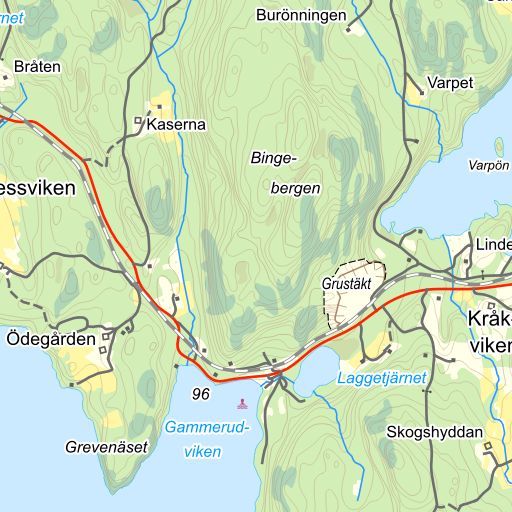 Burönningen
Bråten
Varpet
Kaserna
Binge-
bergen
Varpön
essviken
Linde
Grustäkt
Ödegården
Kråk-
viken
Laggetjärnet
96
Gammerud-
viken
Skogshyddan
Grevenäset